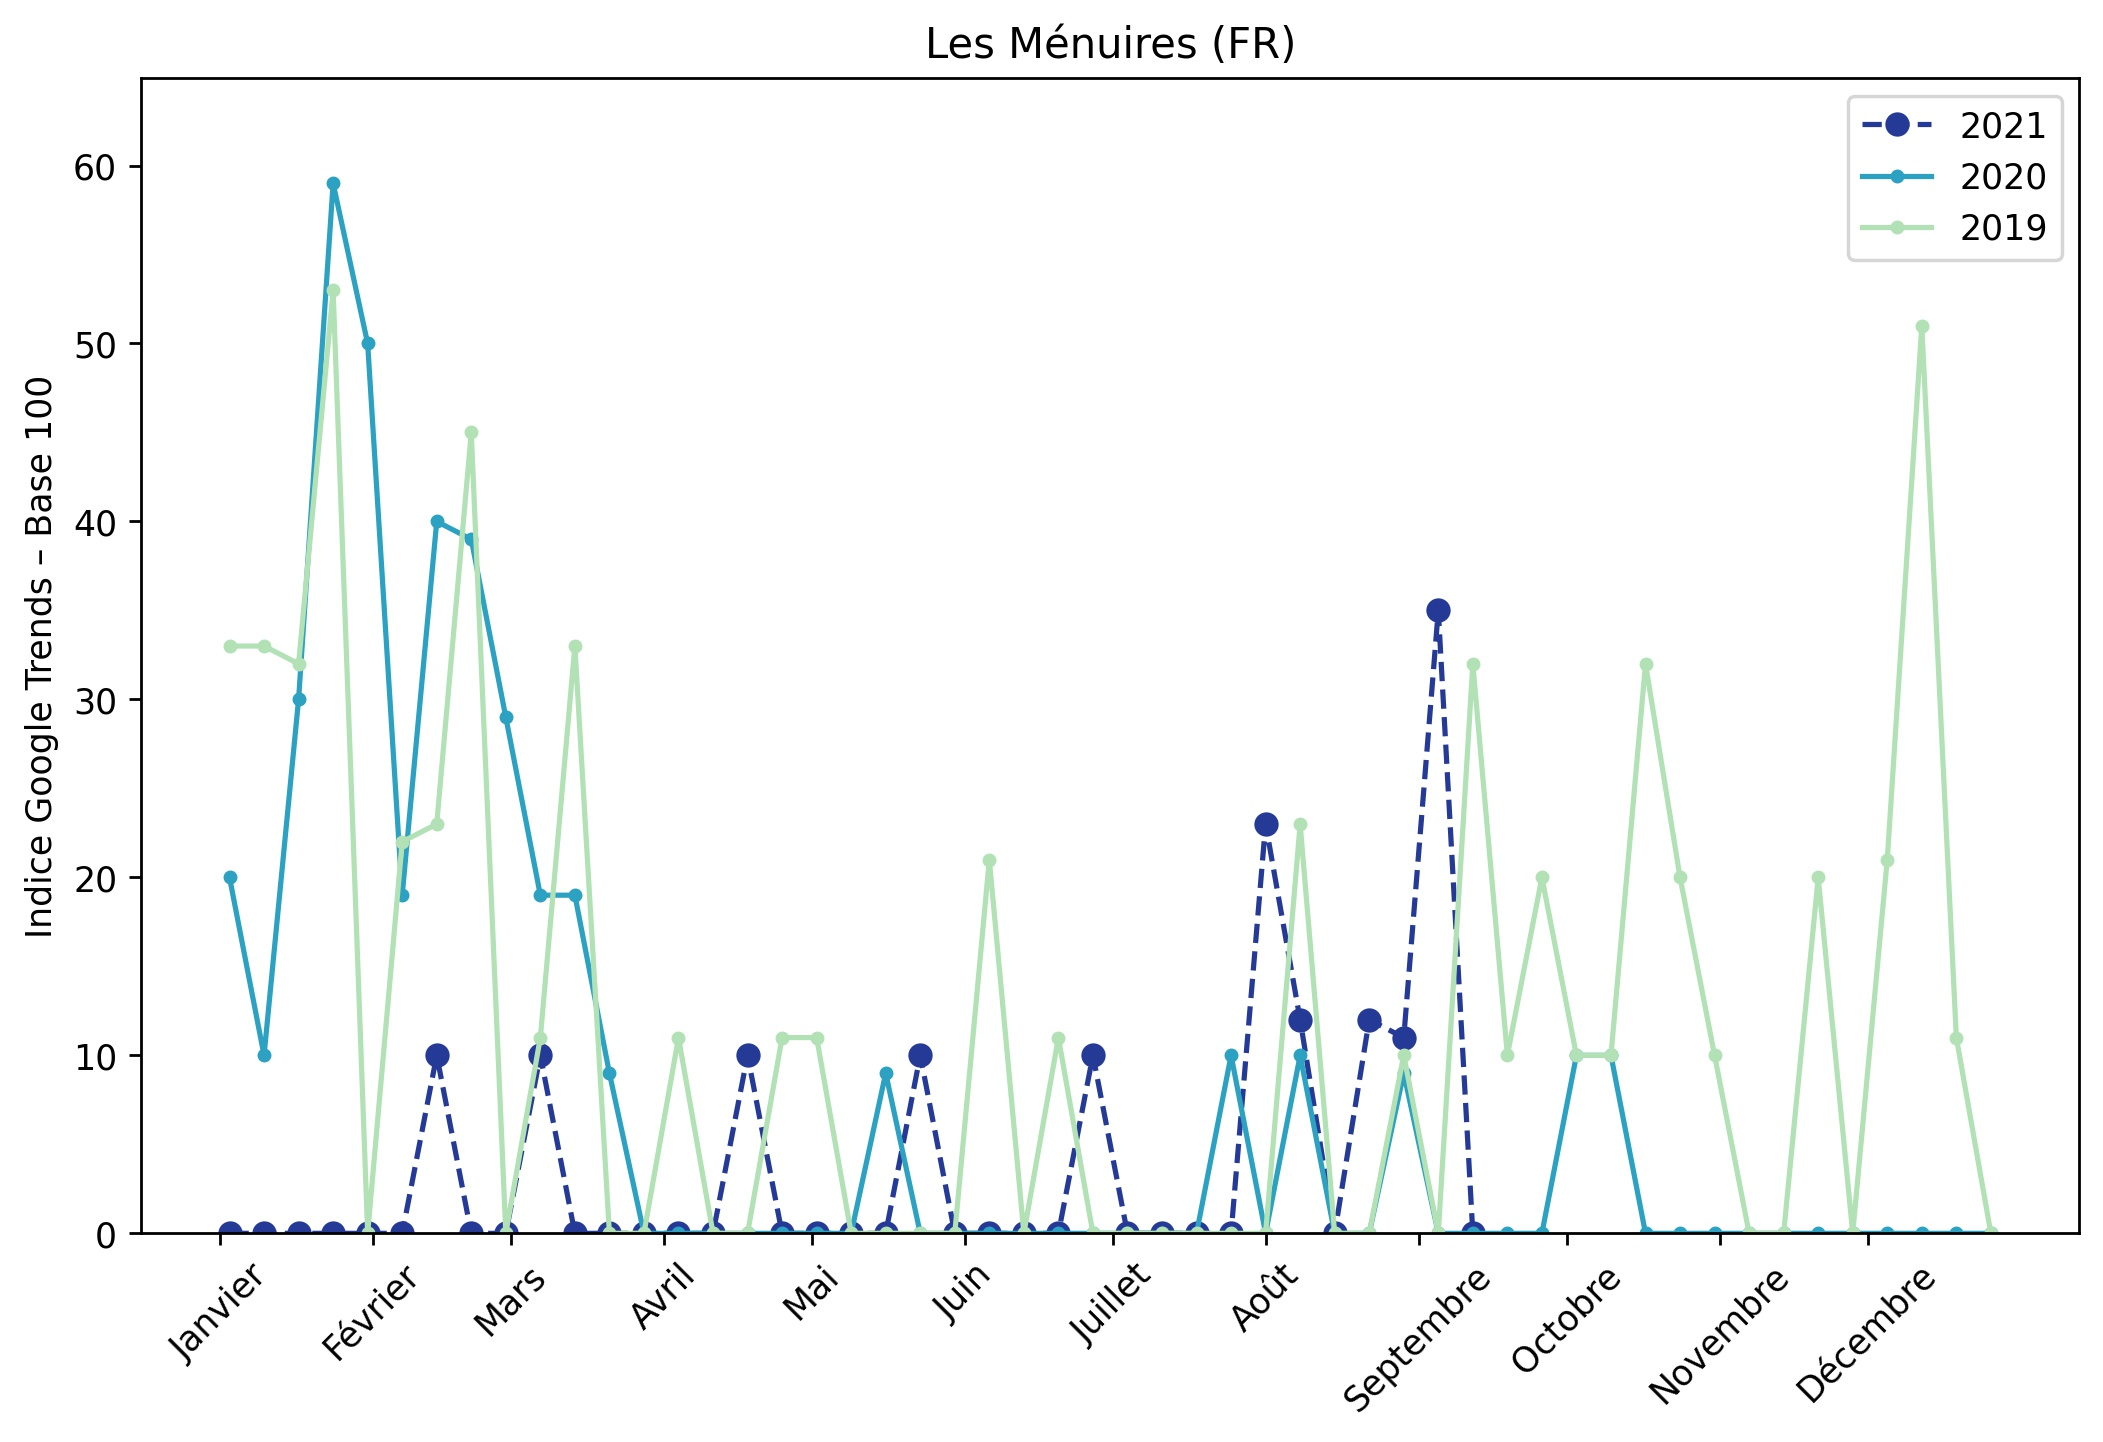 Les Ménuires (FR)
2021
2020
2019
Indice Google Trends – Base 100
60
50
40
30
20
10
0
Janvier
Février
Mars
Avril
Mai
Juin
Juillet
Août
Septembre
Octobre
Novembre
Décembre